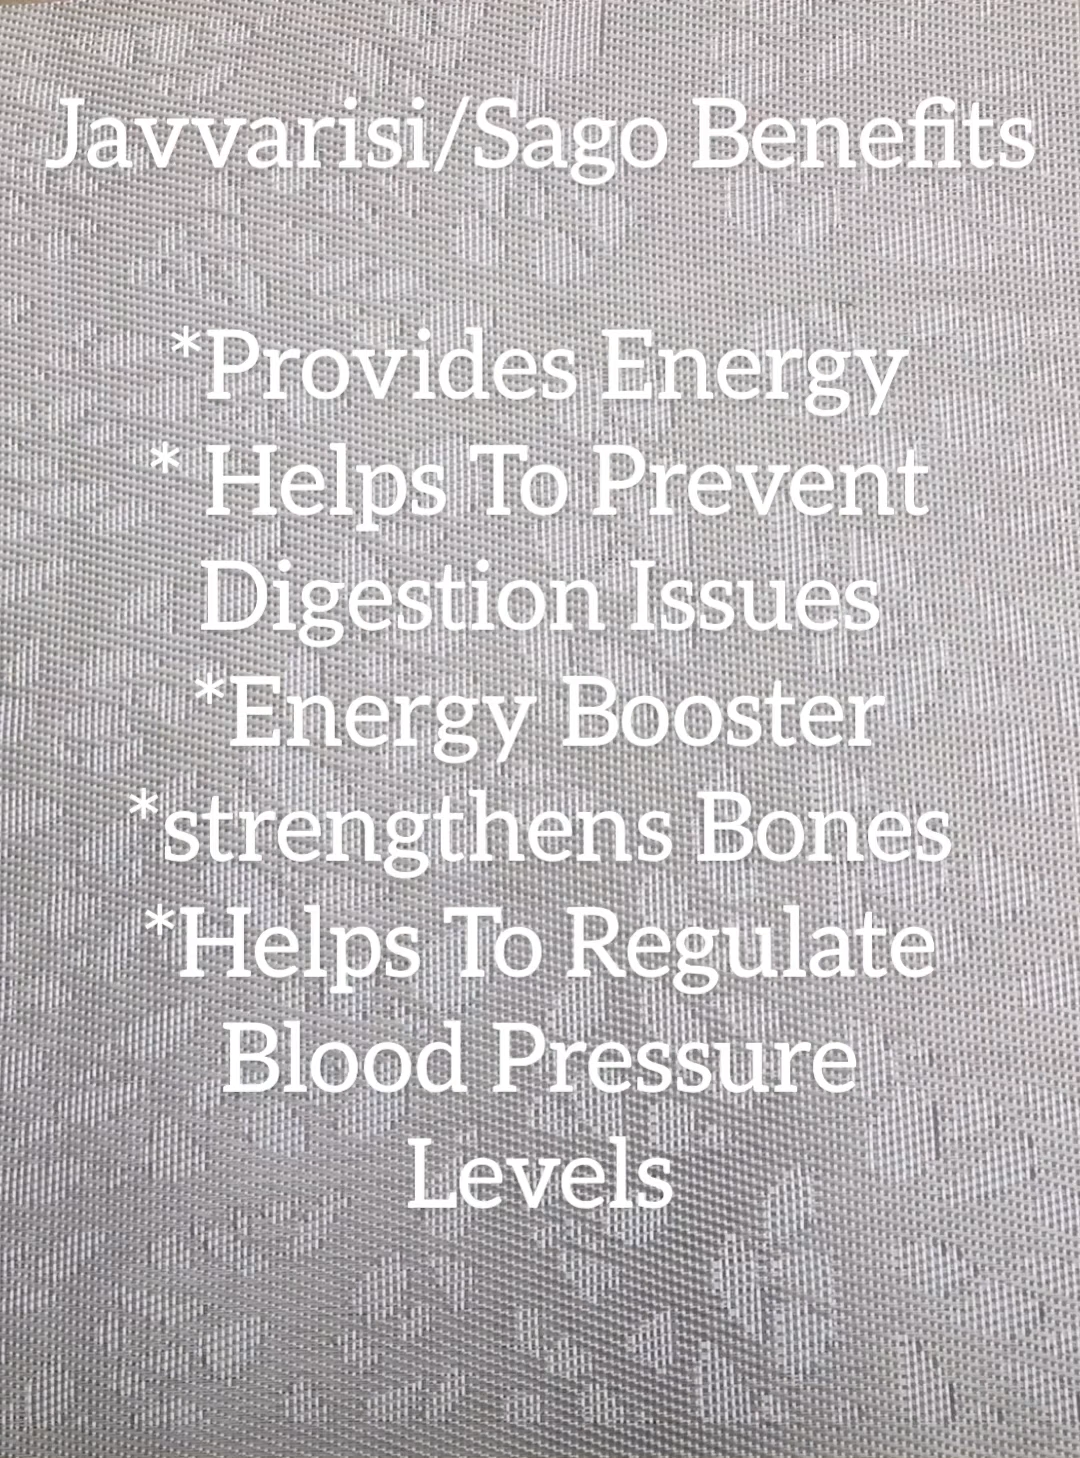 Javvarisi/Sago Benefits
*Provides Energy
* Helps To Prevent
Digestion Issues
*Energy Booster
*strengthens Bones
*Helps To Regulate
Blood Pressure
Levels